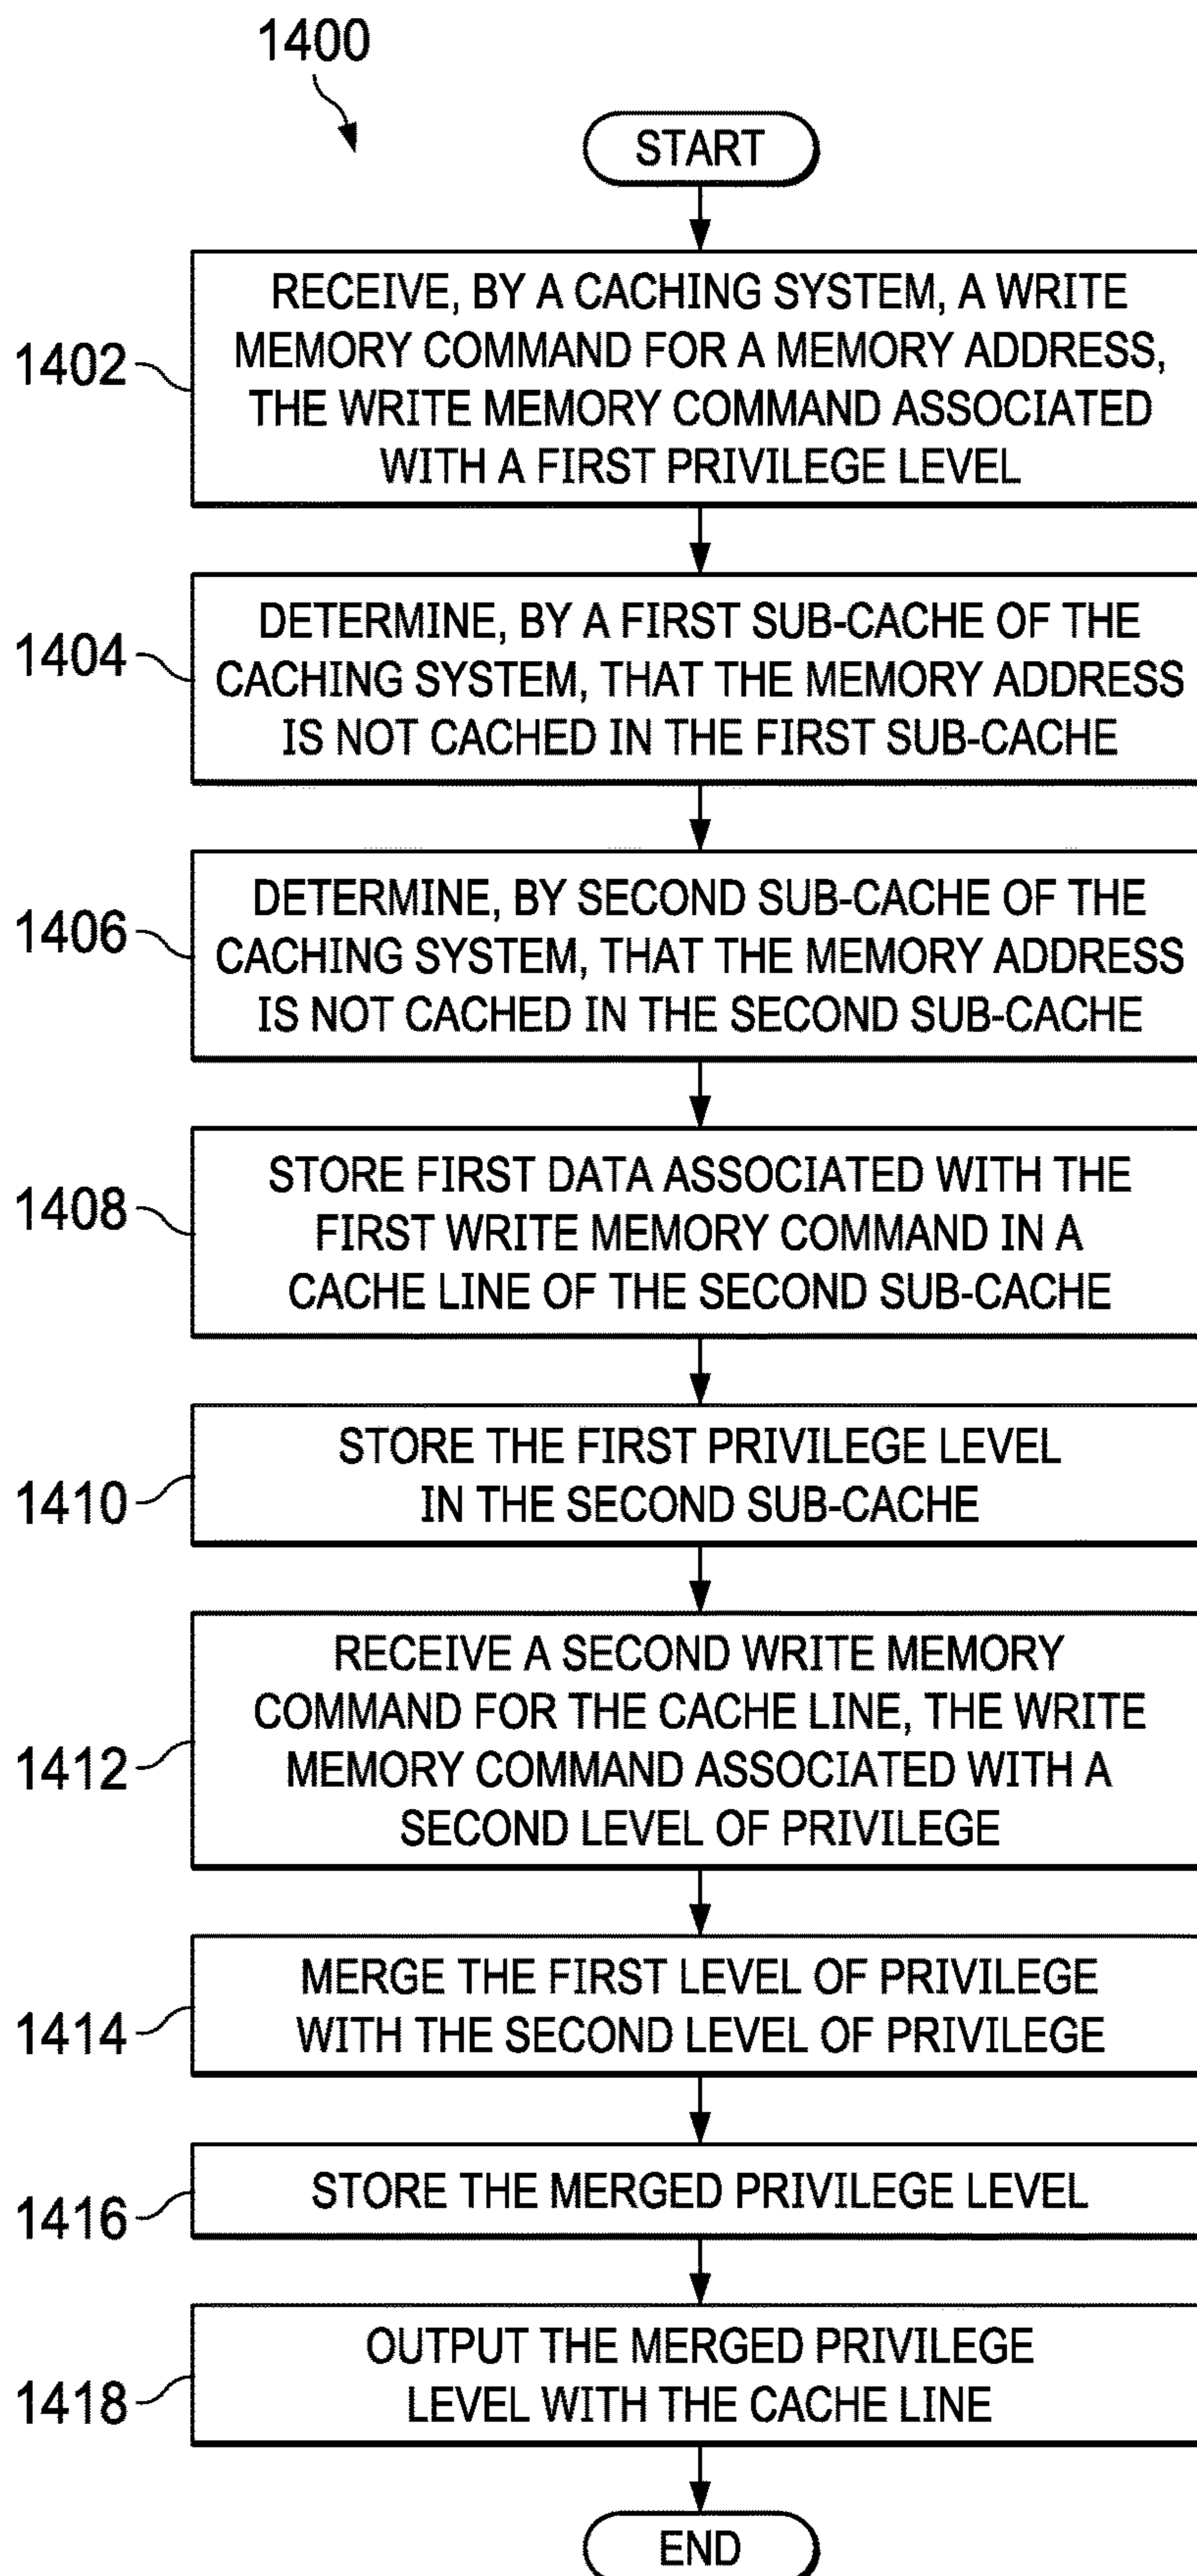 1400
START
1402
RECEIVE, BY A CACHING SYSTEM, A WRITE
MEMORY COMMAND FOR A MEMORY ADDRESS,
THE WRITE MEMORY COMMAND ASSOCIATED
WITH A FIRST PRIVILEGE LEVEL
1404
DETERMINE, BY A FIRST SUB-CACHE OF THE
CACHING SYSTEM, THAT THE MEMORY ADDRESS
IS NOT CACHED IN THE FIRST SUB-CACHE
1406
DETERMINE, BY SECOND SUB-CACHE OF THE
CACHING SYSTEM, THAT THE MEMORY ADDRESS
IS NOT CACHED IN THE SECOND SUB-CACHE
1408
STORE FIRST DATA ASSOCIATED WITH THE
FIRST WRITE MEMORY COMMAND IN A
CACHE LINE OF THE SECOND SUB-CACHE
1410
STORE THE FIRST PRIVILEGE LEVEL
IN THE SECOND SUB-CACHE
1412
RECEIVE A SECOND WRITE MEMORY
COMMAND FOR THE CACHE LINE, THE WRITE
MEMORY COMMAND ASSOCIATED WITH A
SECOND LEVEL OF PRIVILEGE
1414
MERGE THE FIRST LEVEL OF PRIVILEGE
WITH THE SECOND LEVEL OF PRIVILEGE
1416
STORE THE MERGED PRIVILEGE LEVEL
1418
OUTPUT THE MERGED PRIVILEGE
LEVEL WITH THE CACHE LINE
END